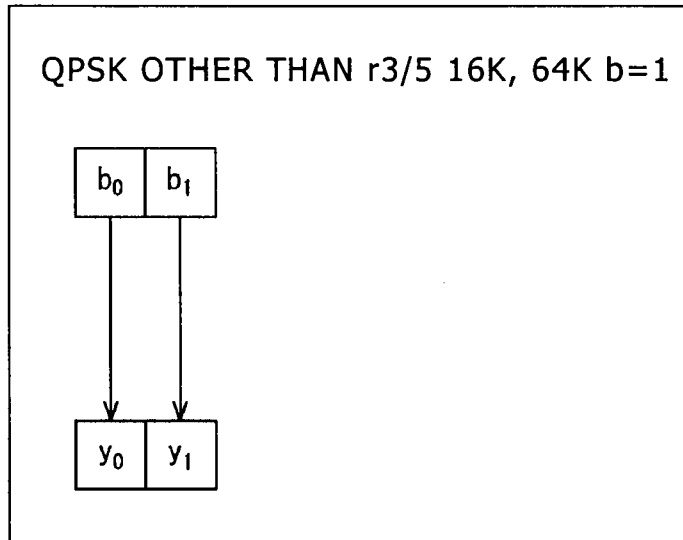 QPSK OTHER THAN r3/5 16K, 64K b=1
b₀ b₁
y₀ y₁